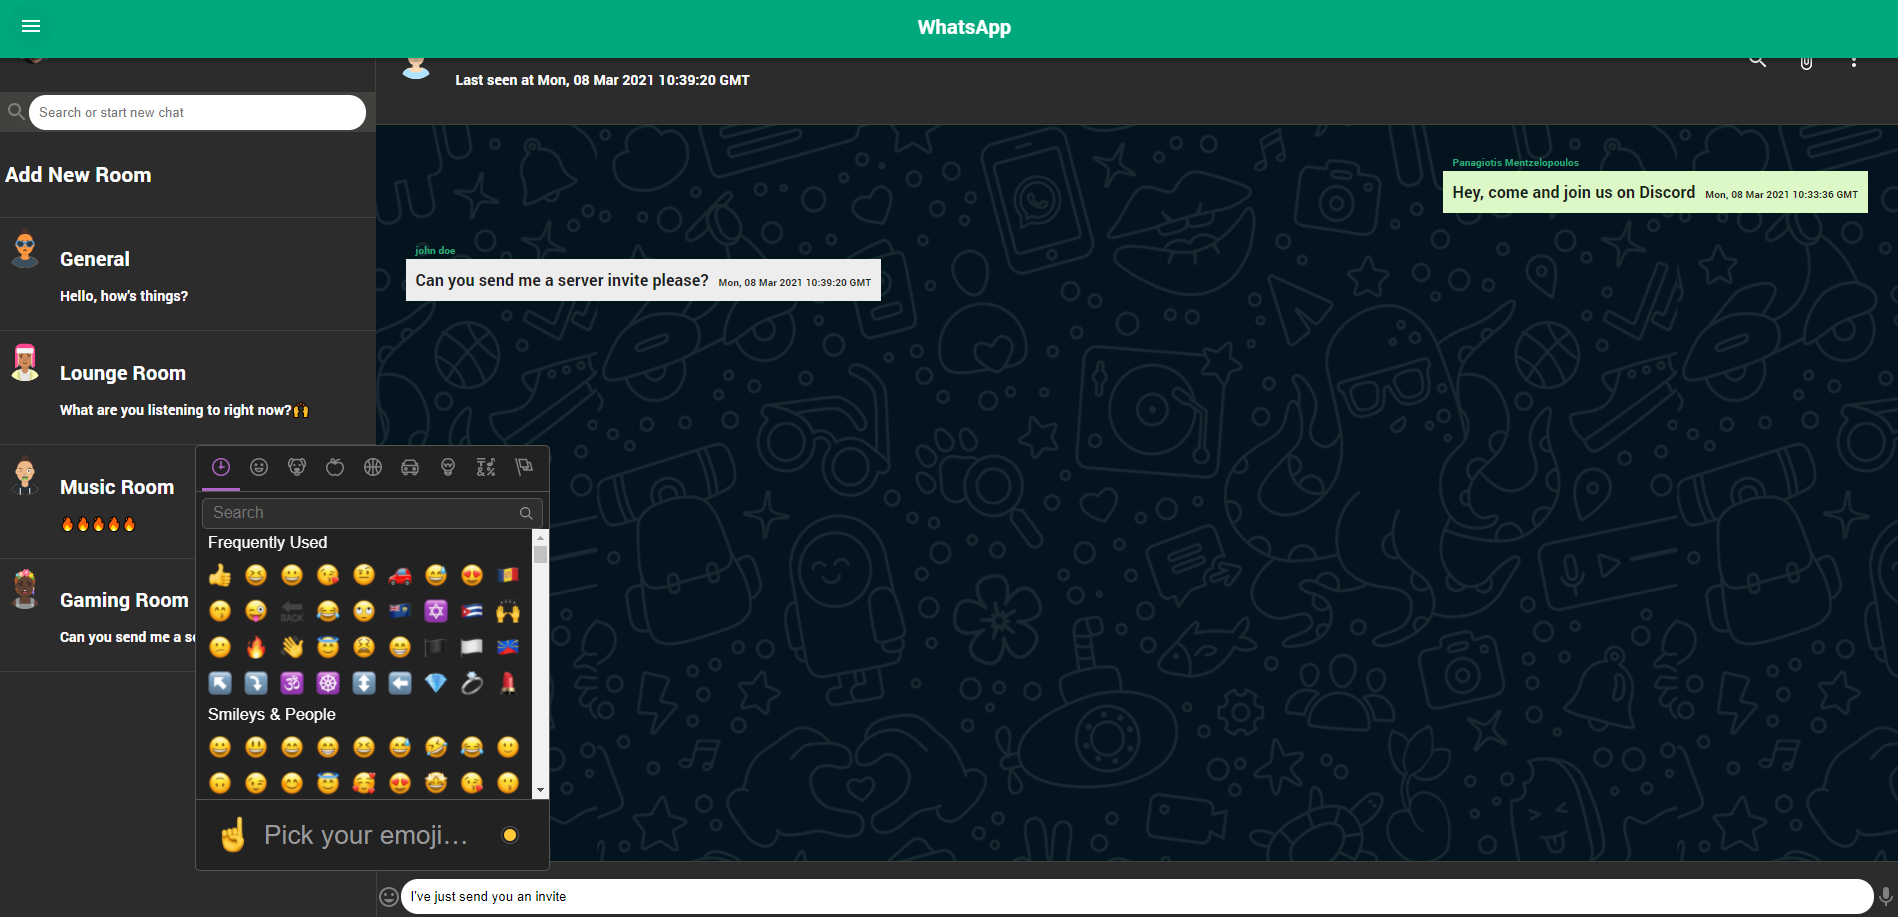 WhatsApp
Last seen at Mon, 08 Mar 2021 10:39:20 GMT
Search or start new chat
Add New Room
General
Hello, how's things?
Lounge Room
What are you listening to right now?🙌
Music Room
🔥🔥🔥🔥🔥
Gaming Room
Can you send me a se
Panagiotis Mentzelopoulos
Hey, come and join us on Discord Mon, 08 Mar 2021 10:33:36 GMT
john doe
Can you send me a server invite please? Mon, 08 Mar 2021 10:39:20 GMT
Search
Frequently Used
BACK
Smileys & People
Pick your emoji…
I've just send you an invite